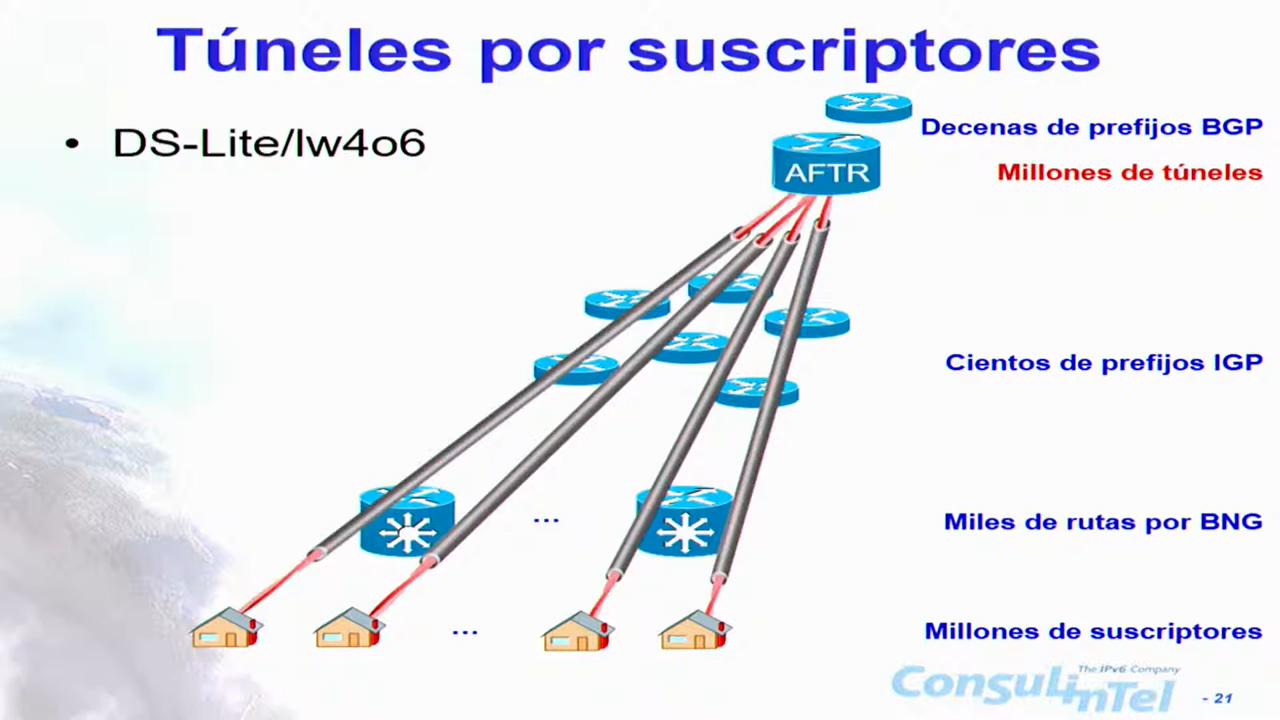 Túneles por suscriptores
• DS-Lite/lw4o6
Decenas de prefijos BGP
AFTR
Millones de túneles
Cientos de prefijos IGP
...
Miles de rutas por BNG
...
Millones de suscriptores
The IPv6 Company
ConsulinTel
- 21